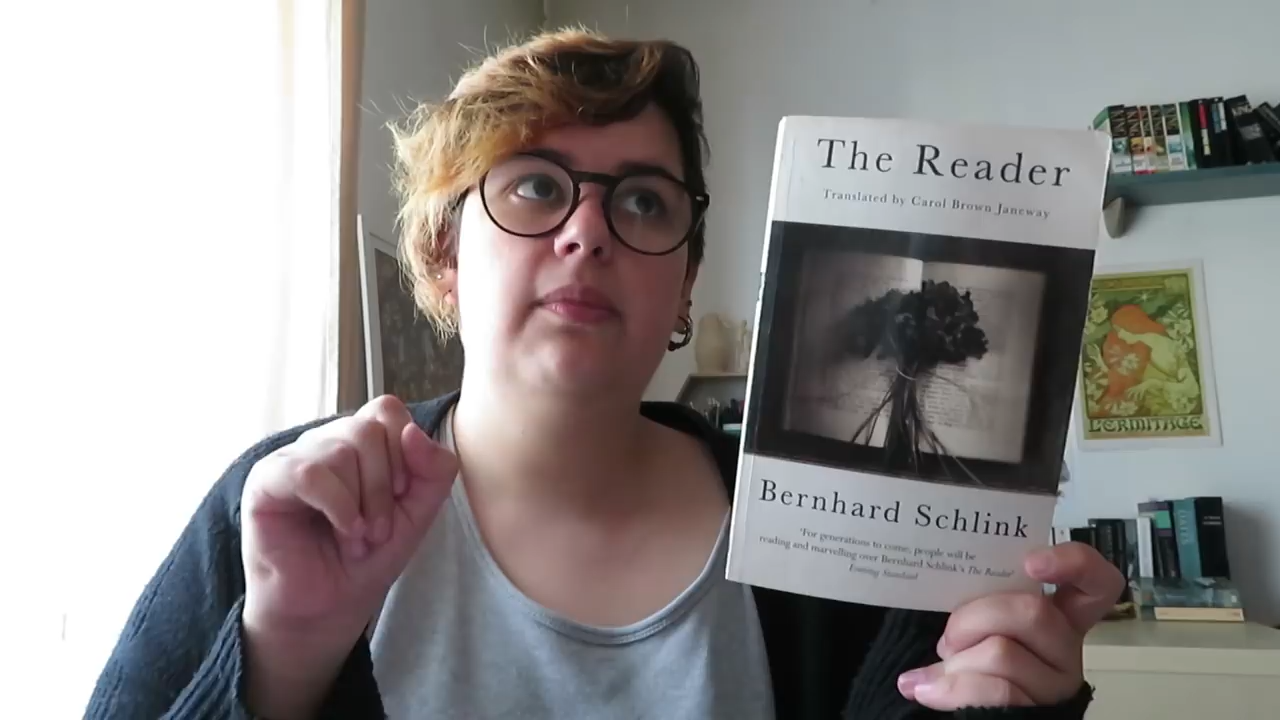 The Reader
Translated by Carol Brown Janeway
Bernhard Schlink
'For generations to come, people will be
reading and marvelling over Bernhard Schlink's The Reader'
Evening Standard
L'ERMITAGE